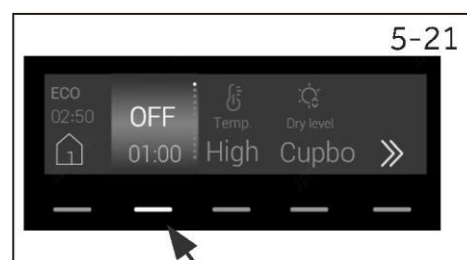 5-21
ECO
02:50
OFF
01:00
Temp.
High
Dry level
Cupbo